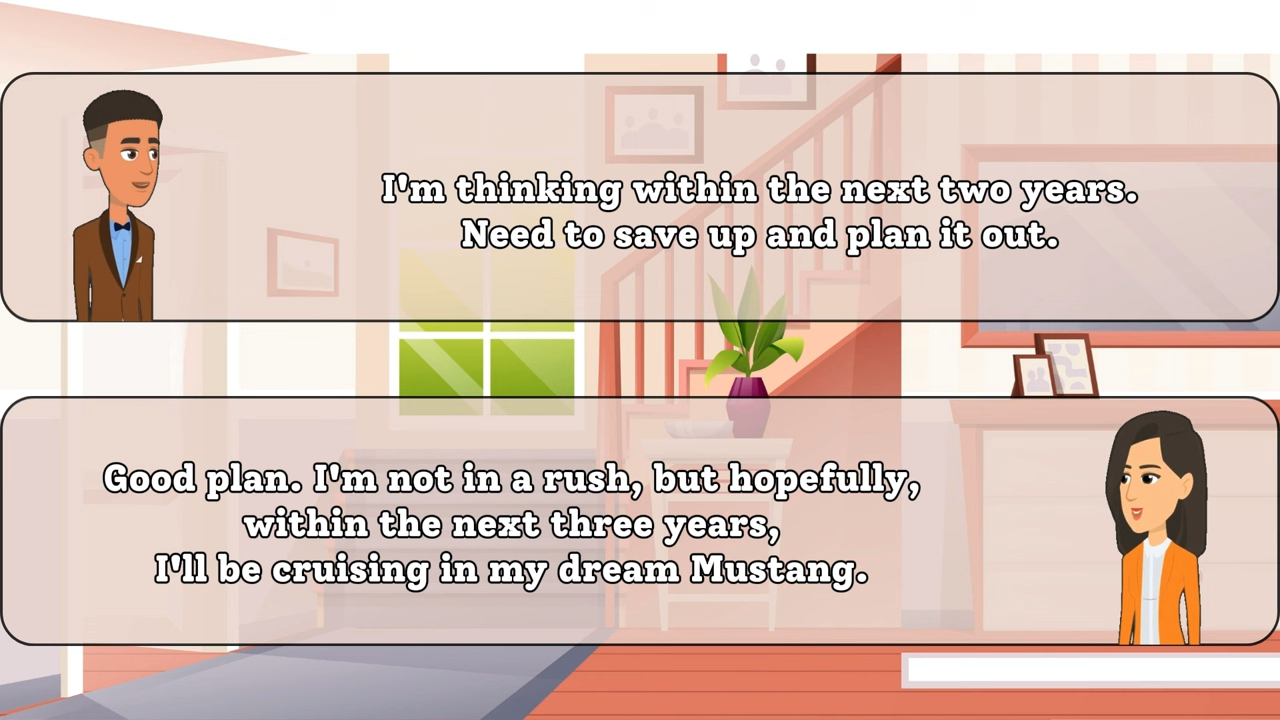 I'm thinking within the next two years.
Need to save up and plan it out.
Good plan. I'm not in a rush, but hopefully,
within the next three years,
I'll be cruising in my dream Mustang.